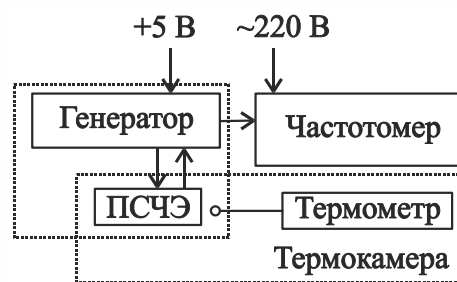 +5 В ~220 В
Генератор
Частотомер
ПСЧЭ
Термометр
Термокамера